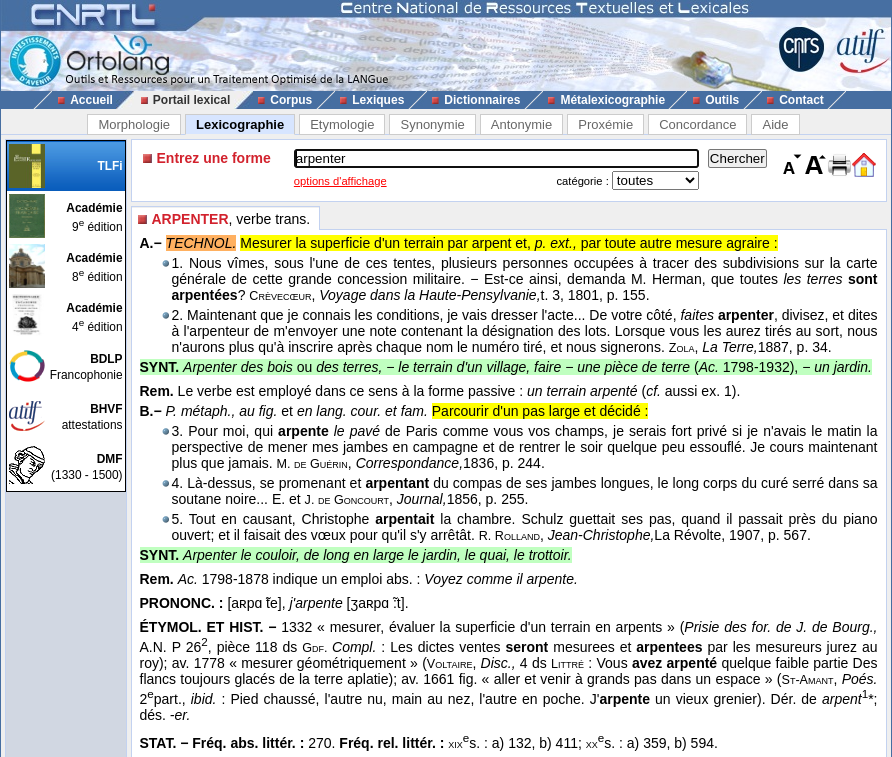 CNRTL
Centre National de Ressources Textuelles et Lexicales
INVESTISSEMENTS D'AVENIR
Ortolang
Outils et Ressources pour un Traitement Optimisé de la LANGue
cnrs
atilf
Accueil Portail lexical Corpus Lexiques Dictionnaires Métalexicographie Outils Contact
Morphologie Lexicographie Etymologie Synonymie Antonymie Proxémie Concordance Aide
TLFi
Académie
9e édition
Académie
8e édition
Académie
4e édition
BDLP
Francophonie
atilf
BHVF
attestations
DMF
(1330 - 1500)
Entrez une forme arpenter Chercher A A
options d'affichage catégorie : toutes
ARPENTER, verbe trans.
A.− TECHNOL. Mesurer la superficie d'un terrain par arpent et, p. ext., par toute autre mesure agraire :
1. Nous vîmes, sous l'une de ces tentes, plusieurs personnes occupées à tracer des subdivisions sur la carte
générale de cette grande concession militaire. − Est-ce ainsi, demanda M. Herman, que toutes les terres sont
arpentées? Crèvecœur, Voyage dans la Haute-Pensylvanie,t. 3, 1801, p. 155.
2. Maintenant que je connais les conditions, je vais dresser l'acte... De votre côté, faites arpenter, divisez, et dites
à l'arpenteur de m'envoyer une note contenant la désignation des lots. Lorsque vous les aurez tirés au sort, nous
n'aurons plus qu'à inscrire après chaque nom le numéro tiré, et nous signerons. Zola, La Terre,1887, p. 34.
SYNT. Arpenter des bois ou des terres, − le terrain d'un village, faire − une pièce de terre (Ac. 1798-1932), − un jardin.
Rem. Le verbe est employé dans ce sens à la forme passive : un terrain arpenté (cf. aussi ex. 1).
B.− P. métaph., au fig. et en lang. cour. et fam. Parcourir d'un pas large et décidé :
3. Pour moi, qui arpente le pavé de Paris comme vous vos champs, je serais fort privé si je n'avais le matin la
perspective de mener mes jambes en campagne et de rentrer le soir quelque peu essouflé. Je cours maintenant
plus que jamais. M. de Guérin, Correspondance,1836, p. 244.
4. Là-dessus, se promenant et arpentant du compas de ses jambes longues, le long corps du curé serré dans sa
soutane noire... E. et J. de Goncourt, Journal,1856, p. 255.
5. Tout en causant, Christophe arpentait la chambre. Schulz guettait ses pas, quand il passait près du piano
ouvert; et il faisait des vœux pour qu'il s'y arrêtât. R. Rolland, Jean-Christophe,La Révolte, 1907, p. 567.
SYNT. Arpenter le couloir, de long en large le jardin, le quai, le trottoir.
Rem. Ac. 1798-1878 indique un emploi abs. : Voyez comme il arpente.
PRONONC. : [aʀpɑ ̃te], j'arpente [ʒaʀpɑ ̃:t].
ÉTYMOL. ET HIST. − 1332 « mesurer, évaluer la superficie d'un terrain en arpents » (Prisie des for. de J. de Bourg.,
A.N. P 262, pièce 118 ds Gdf. Compl. : Les dictes ventes seront mesurees et arpentees par les mesureurs jurez au
roy); av. 1778 « mesurer géométriquement » (Voltaire, Disc., 4 ds Littré : Vous avez arpenté quelque faible partie Des
flancs toujours glacés de la terre aplatie); av. 1661 fig. « aller et venir à grands pas dans un espace » (St-Amant, Poés.
2epart., ibid. : Pied chaussé, l'autre nu, main au nez, l'autre en poche. J'arpente un vieux grenier). Dér. de arpent1*;
dés. -er.
STAT. − Fréq. abs. littér. : 270. Fréq. rel. littér. : xixes. : a) 132, b) 411; xxes. : a) 359, b) 594.